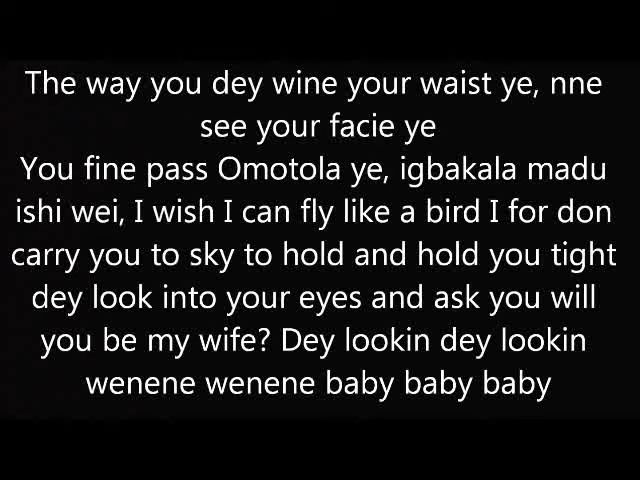 The way you dey wine your waist ye, nne
see your facie ye
You fine pass Omotola ye, igbakala madu
ishi wei, I wish I can fly like a bird I for don
carry you to sky to hold and hold you tight
dey look into your eyes and ask you will
you be my wife? Dey lookin dey lookin
wenene wenene baby baby baby